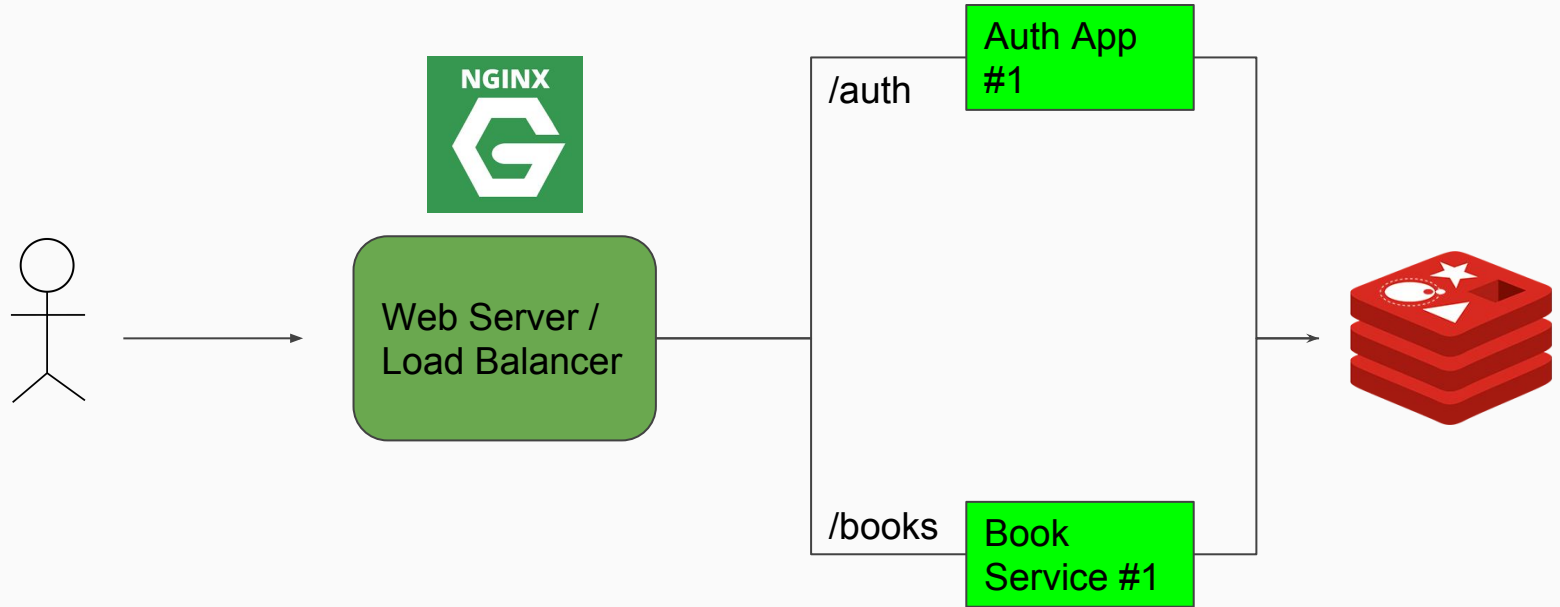 NGINX
Web Server /
Load Balancer
/auth
Auth App
#1
/books
Book
Service #1